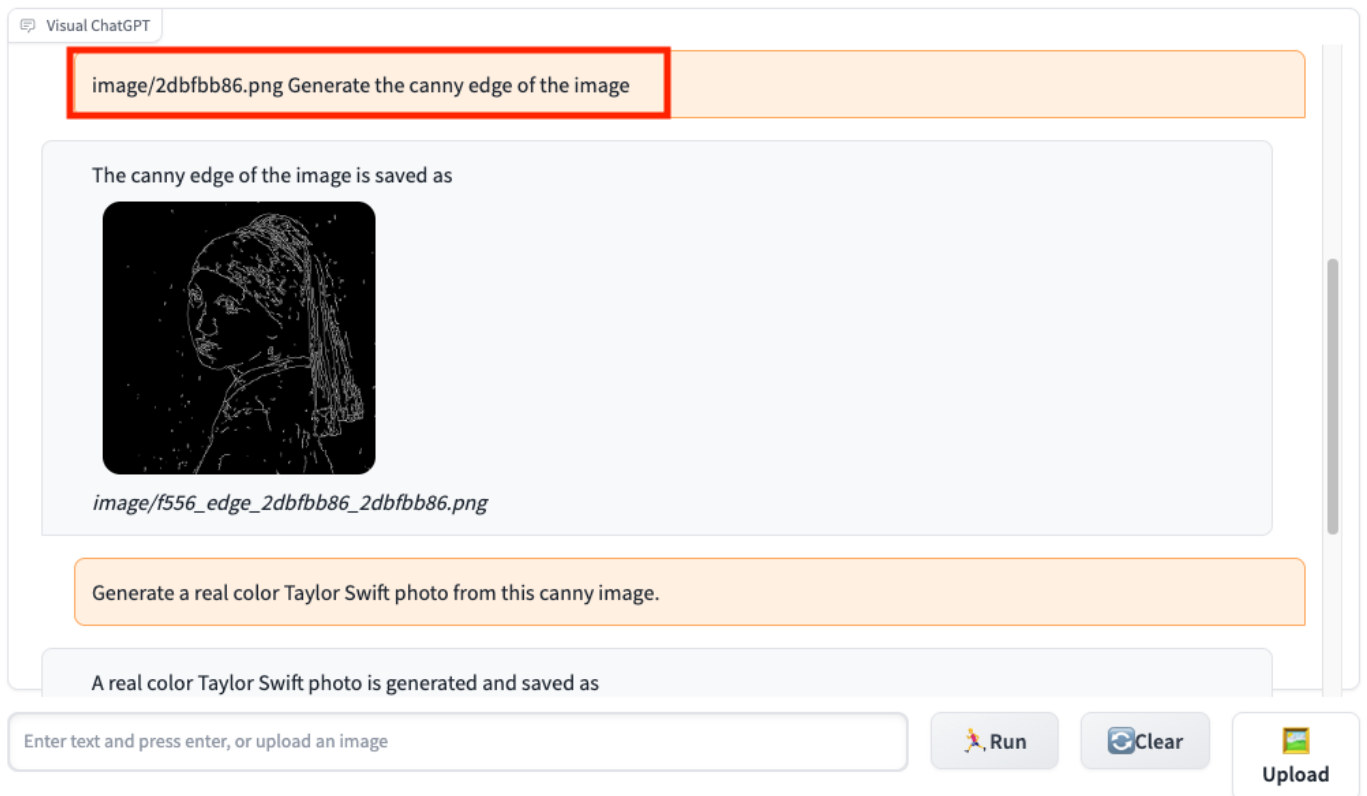 Visual ChatGPT
image/2dbfbb86.png Generate the canny edge of the image
The canny edge of the image is saved as
image/f556_edge_2dbfbb86_2dbfbb86.png
Generate a real color Taylor Swift photo from this canny image.
A real color Taylor Swift photo is generated and saved as
Enter text and press enter, or upload an image
Run
Clear
Upload